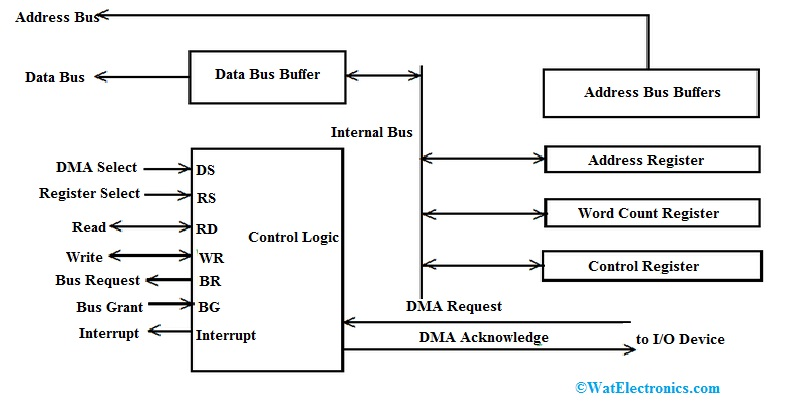 Address Bus
Data Bus
Data Bus Buffer
Address Bus Buffers
Internal Bus
DMA Select
DS
Address Register
Register Select
RS
Word Count Register
Read
RD
Control Logic
Write
WR
Control Register
Bus Request
BR
Bus Grant
BG
DMA Request
Interrupt
Interrupt
DMA Acknowledge
to I/O Device
©WatElectronics.com